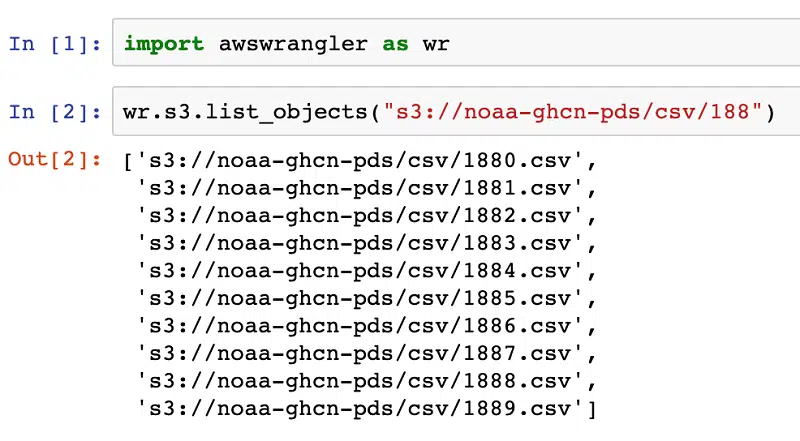 In [1]: import awswrangler as wr
In [2]: wr.s3.list_objects("s3://noaa-ghcn-pds/csv/188")
Out[2]: ['s3://noaa-ghcn-pds/csv/1880.csv',
's3://noaa-ghcn-pds/csv/1881.csv',
's3://noaa-ghcn-pds/csv/1882.csv',
's3://noaa-ghcn-pds/csv/1883.csv',
's3://noaa-ghcn-pds/csv/1884.csv',
's3://noaa-ghcn-pds/csv/1885.csv',
's3://noaa-ghcn-pds/csv/1886.csv',
's3://noaa-ghcn-pds/csv/1887.csv',
's3://noaa-ghcn-pds/csv/1888.csv',
's3://noaa-ghcn-pds/csv/1889.csv']